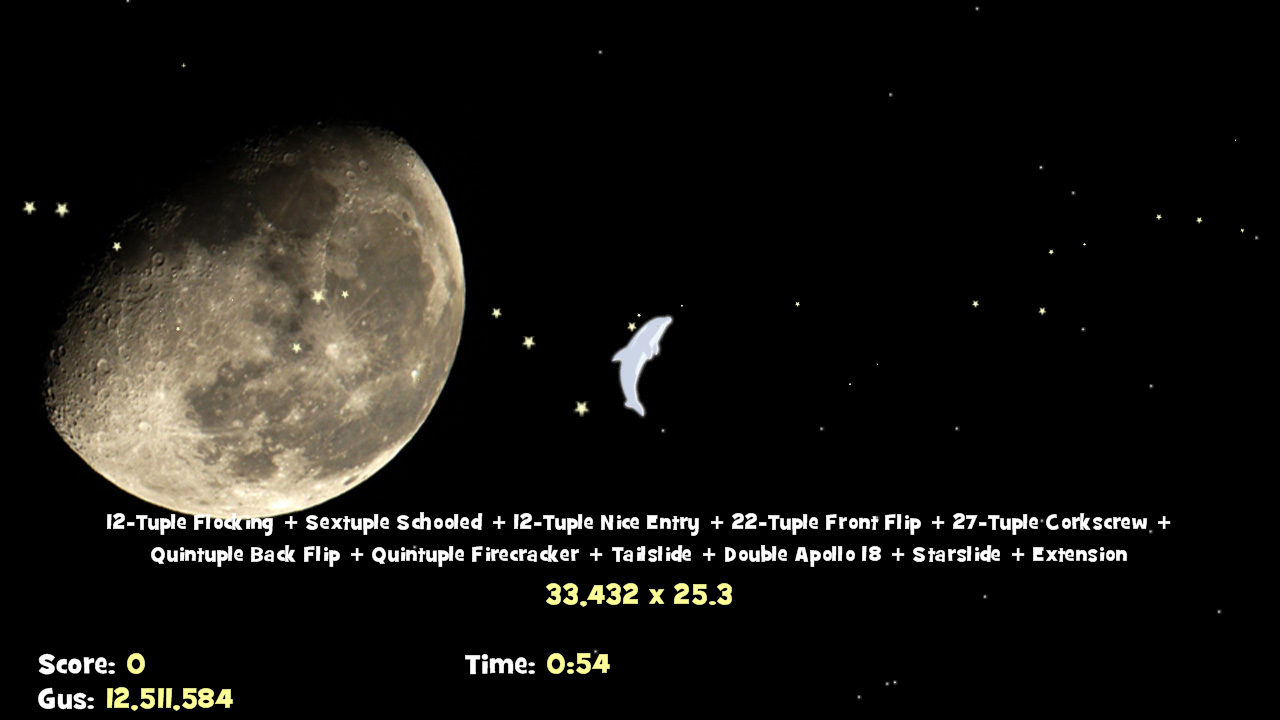 12-Tuple Flocking + Sextuple Schooled + 12-Tuple Nice Entry + 22-Tuple Front Flip + 27-Tuple Corkscrew +
Quintuple Back Flip + Quintuple Firecracker + Tailslide + Double Apollo 18 + Starslide + Extension
33,432 x 25.3
Score: 0
Time: 0:54
Gus: 12,511,584